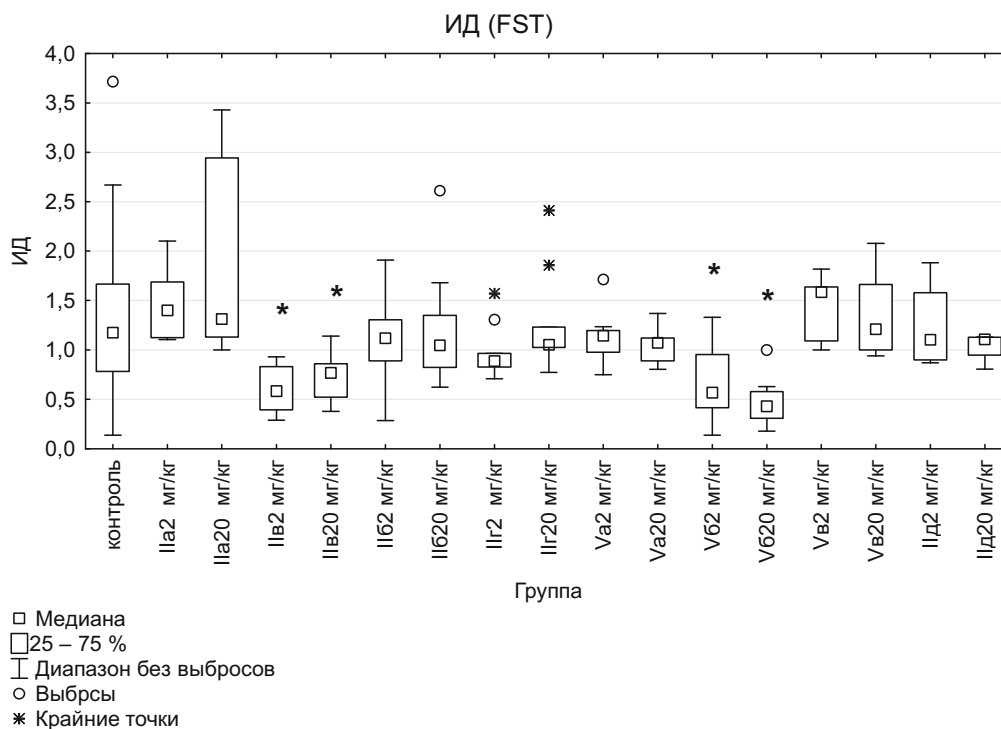 ИД (FST)
4,0
3,5
3,0
2,5
2,0
1,5
1,0
0,5
0,0
ИД
*
*
*
*
контроль
IIа2 мг/кг
IIа20 мг/кг
IIв2 мг/кг
IIв20 мг/кг
IIб2 мг/кг
IIб20 мг/кг
IIг2 мг/кг
IIг20 мг/кг
Vа2 мг/кг
Vа20 мг/кг
Vб2 мг/кг
Vб20 мг/кг
Vв2 мг/кг
Vв20 мг/кг
IIд2 мг/кг
IIд20 мг/кг
Группа
Медиана
25 – 75 %
Диапазон без выбросов
Выбрсы
Крайние точки